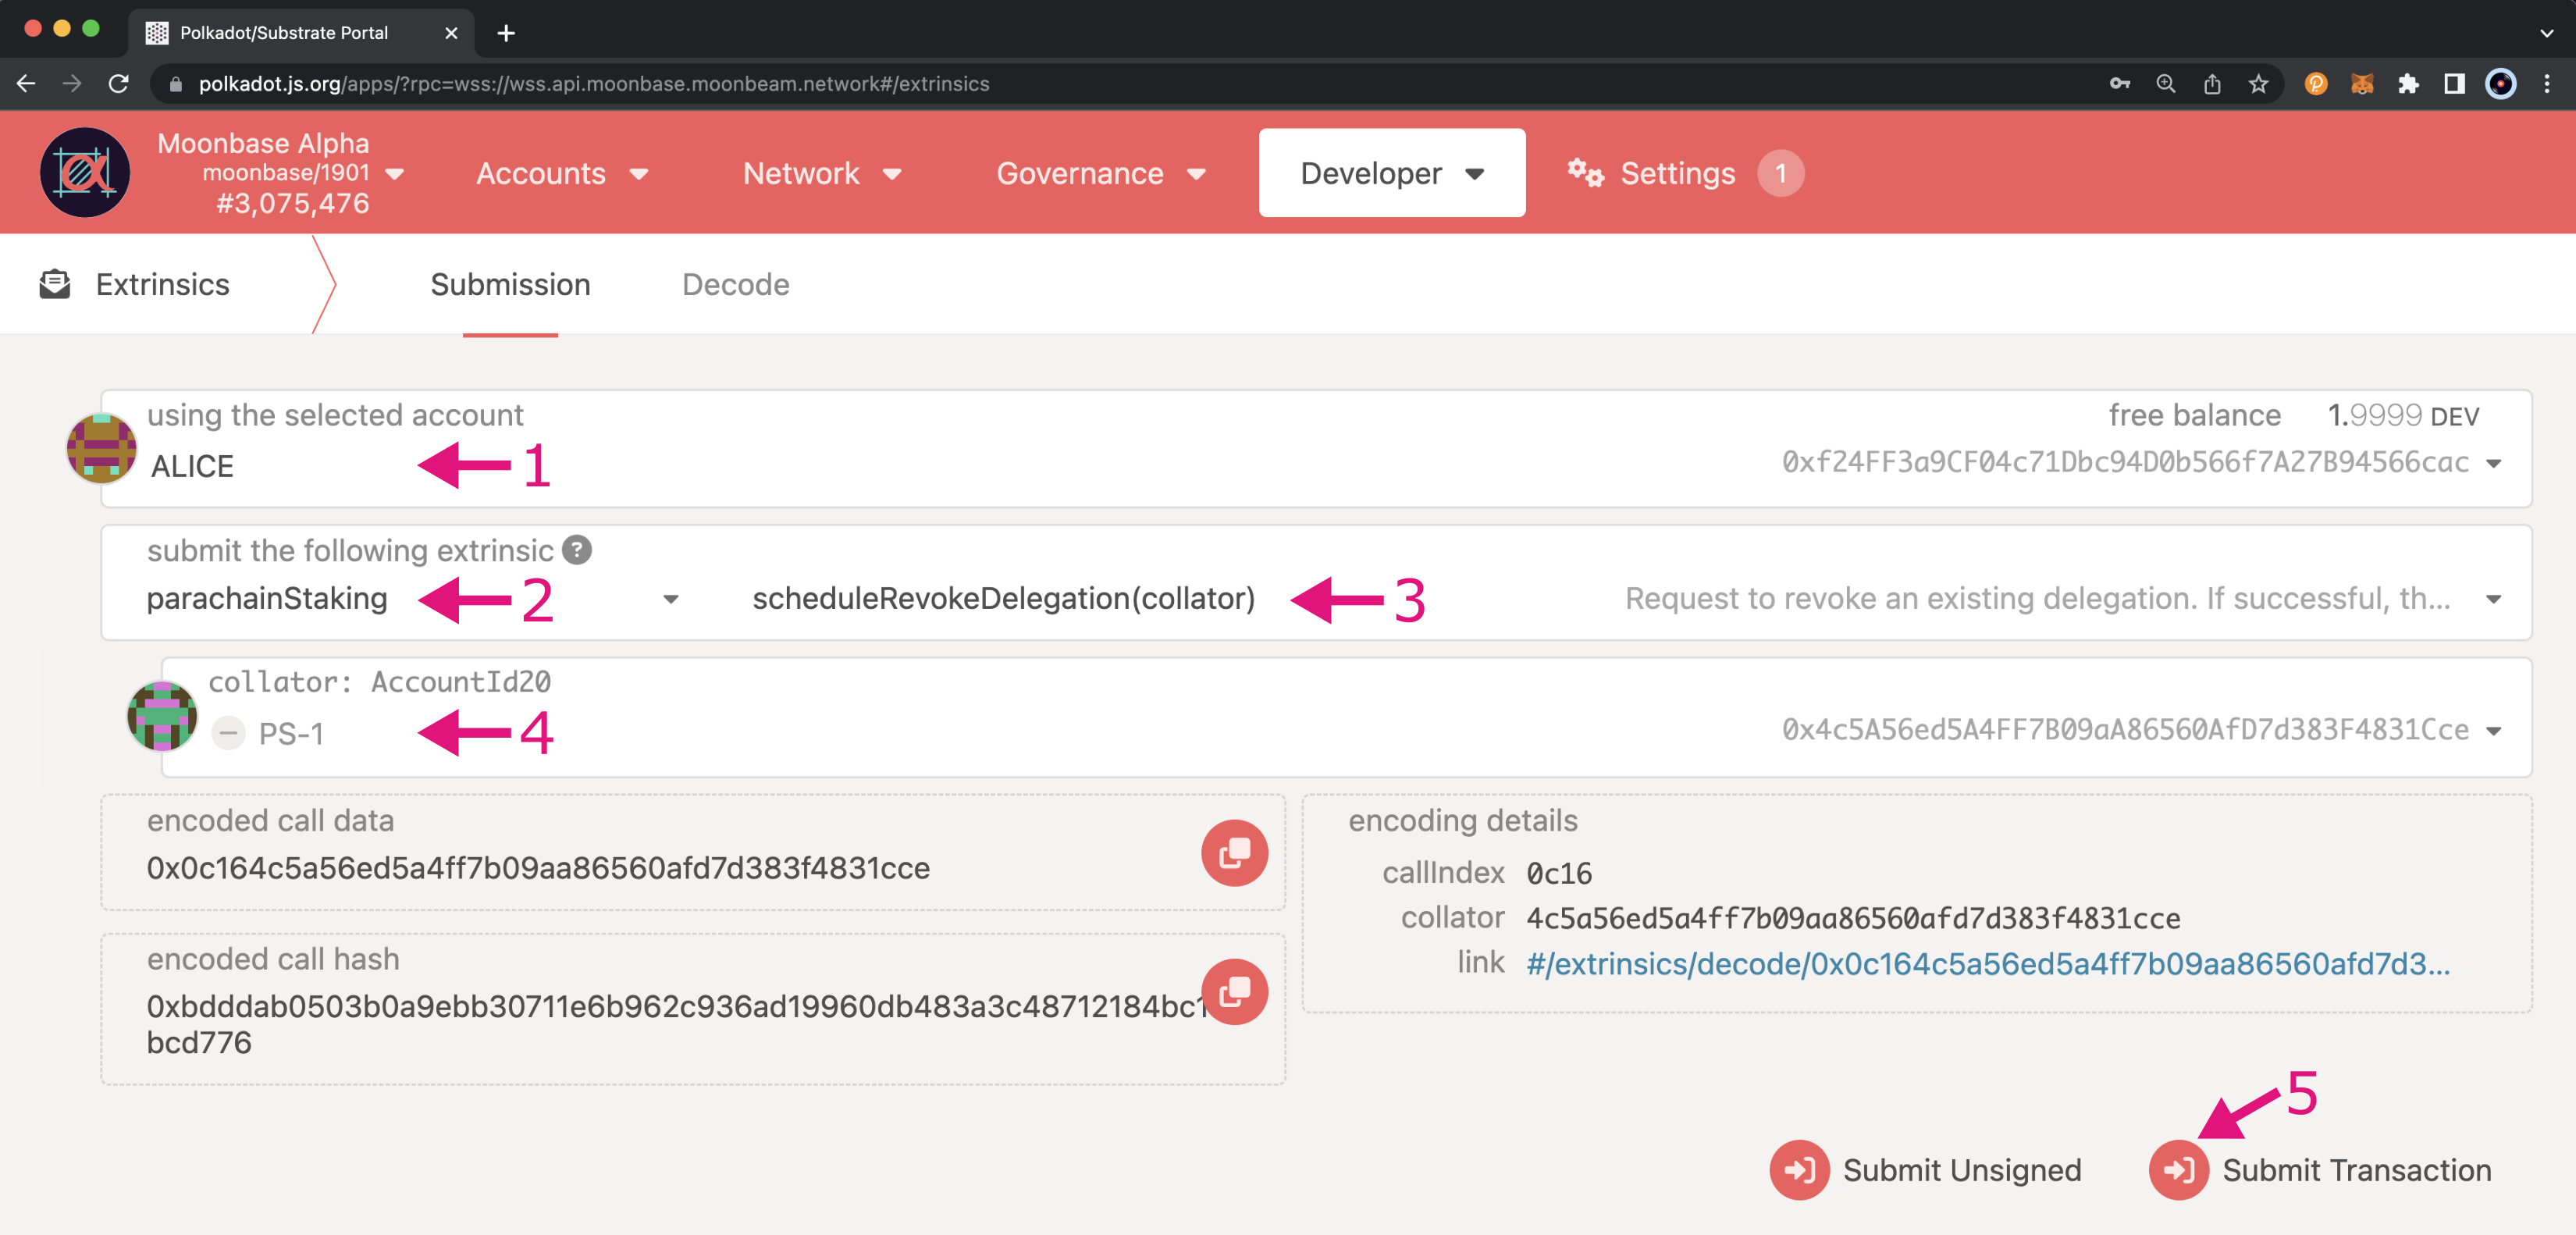 Polkadot/Substrate Portal
polkadot.js.org/apps/?rpc=wss://wss.api.moonbase.moonbeam.network#/extrinsics
Moonbase Alpha
moonbase/1901
#3,075,476
Accounts
Network
Governance
Developer
Settings
1
Extrinsics
Submission
Decode
using the selected account
free balance 1.9999 DEV
ALICE
1
0xf24FF3a9CF04c71Dbc94D0b566f7A27B94566cac
submit the following extrinsic ?
parachainStaking
2
scheduleRevokeDelegation(collator)
3
Request to revoke an existing delegation. If successful, th...
collator: AccountId20
PS-1
4
0x4c5A56ed5A4FF7B09aA86560AfD7d383F4831Cce
encoded call data
0x0c164c5a56ed5a4ff7b09aa86560afd7d383f4831cce
encoding details
callIndex 0c16
collator 4c5a56ed5a4ff7b09aa86560afd7d383f4831cce
link #/extrinsics/decode/0x0c164c5a56ed5a4ff7b09aa86560afd7d3...
encoded call hash
0xbdddab0503b0a9ebb30711e6b962c936ad19960db483a3c48712184bc1
bcd776
5
Submit Unsigned
Submit Transaction